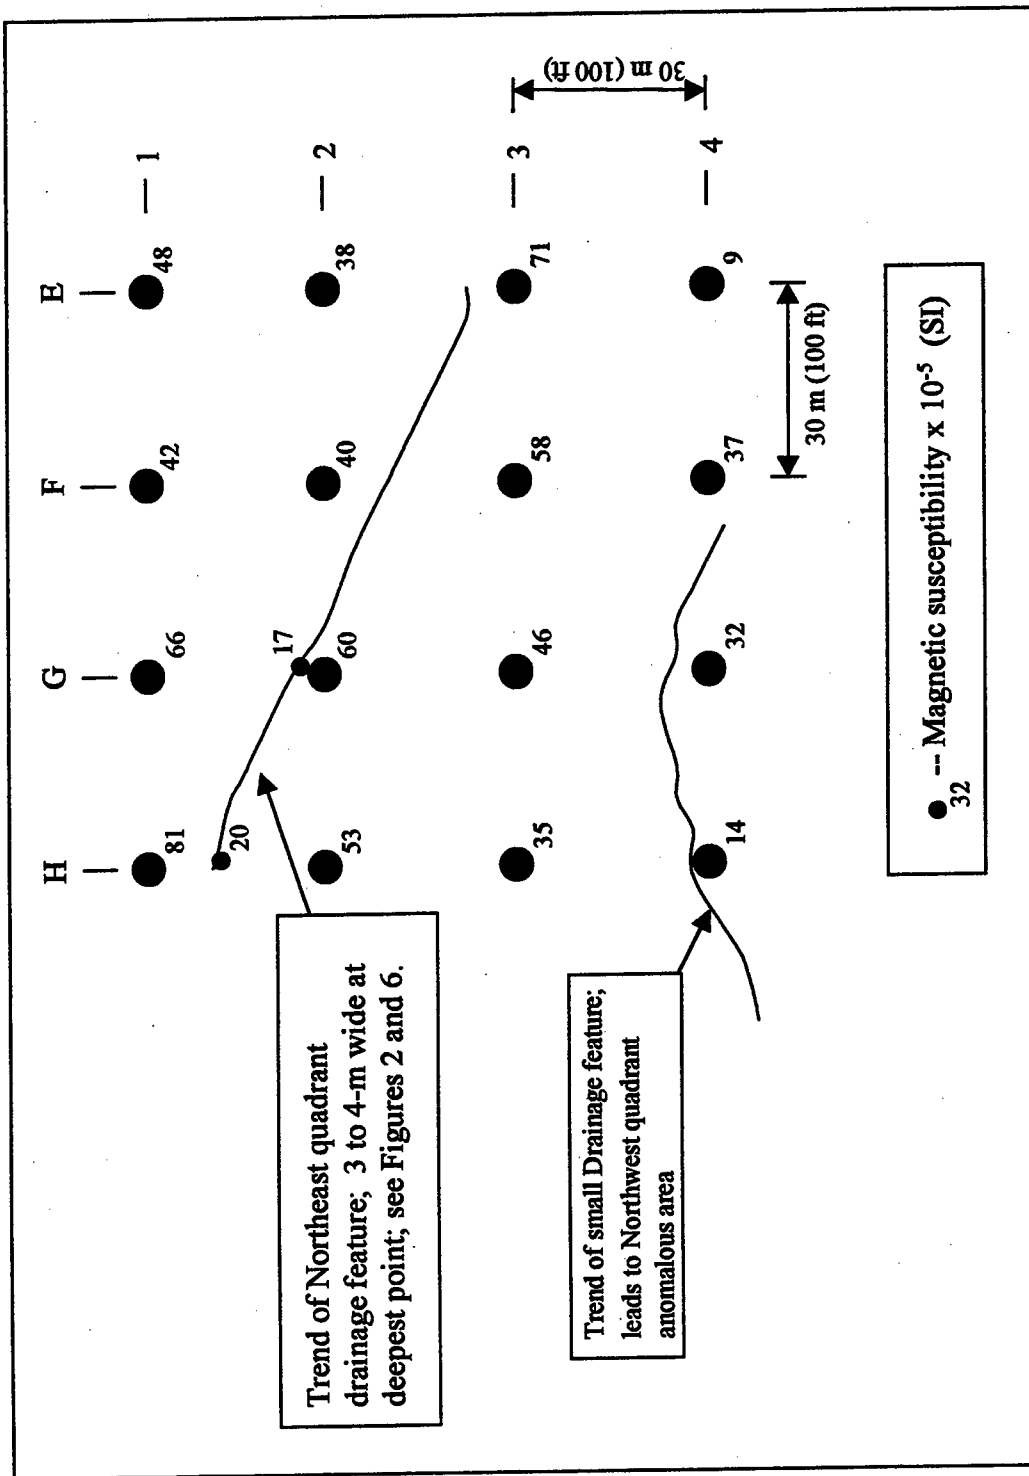 H
G
F
E
81
66
42
48
1
20
17
53
60
40
38
2
35
46
58
71
3
14
32
37
9
4
30 m (100 ft)
30 m (100 ft)
Trend of Northeast quadrant
drainage feature; 3 to 4-m wide at
deepest point; see Figures 2 and 6.
Trend of small Drainage feature;
leads to Northwest quadrant
anomalous area
-- Magnetic susceptibility x 10⁻⁵ (SI)
32